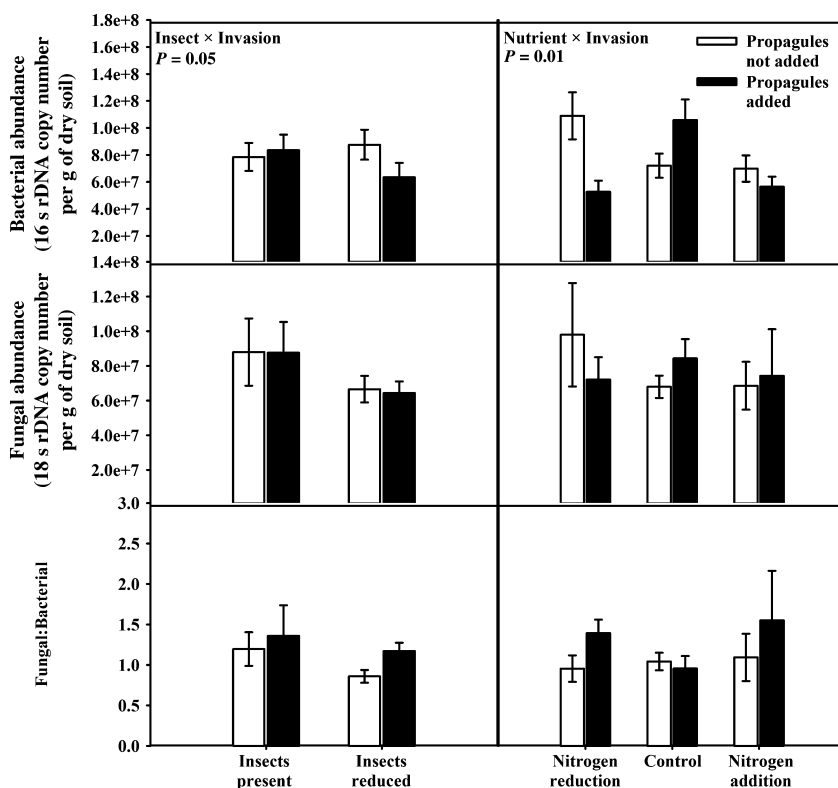 1.8e+8
1.6e+8
1.4e+8
1.2e+8
1.0e+8
8.0e+7
6.0e+7
4.0e+7
2.0e+7
Bacterial abundance
(16 s rDNA copy number
per g of dry soil)
Insect × Invasion
P = 0.05
Nutrient × Invasion
P = 0.01
Propagules
not added
Propagules
added
1.4e+8
1.2e+8
1.0e+8
8.0e+7
6.0e+7
4.0e+7
2.0e+7
Fungal abundance
(18 s rDNA copy number
per g of dry soil)
3.0
2.5
2.0
1.5
1.0
0.5
0.0
Fungal:Bacterial
Insects
present
Insects
reduced
Nitrogen
reduction
Control
Nitrogen
addition